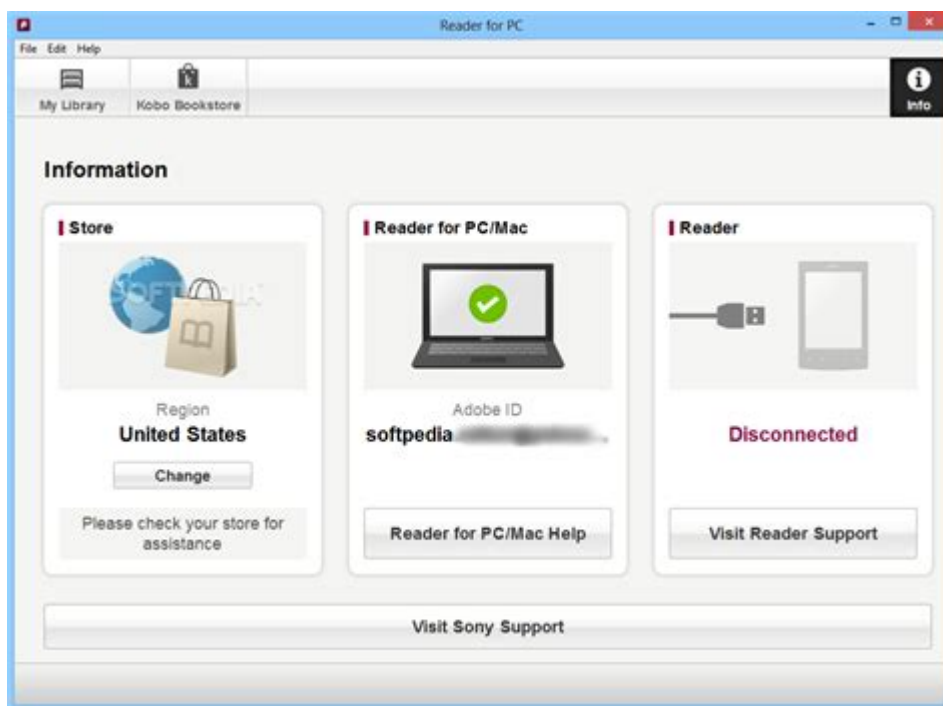 Reader for PC
File Edit Help
My Library Kobo Bookstore Info
Information
Store
SOFTPEDIA
Region
United States
Change
Please check your store for
assistance
Reader for PC/Mac
Adobe ID
softpedia
Reader for PC/Mac Help
Reader
Disconnected
Visit Reader Support
Visit Sony Support